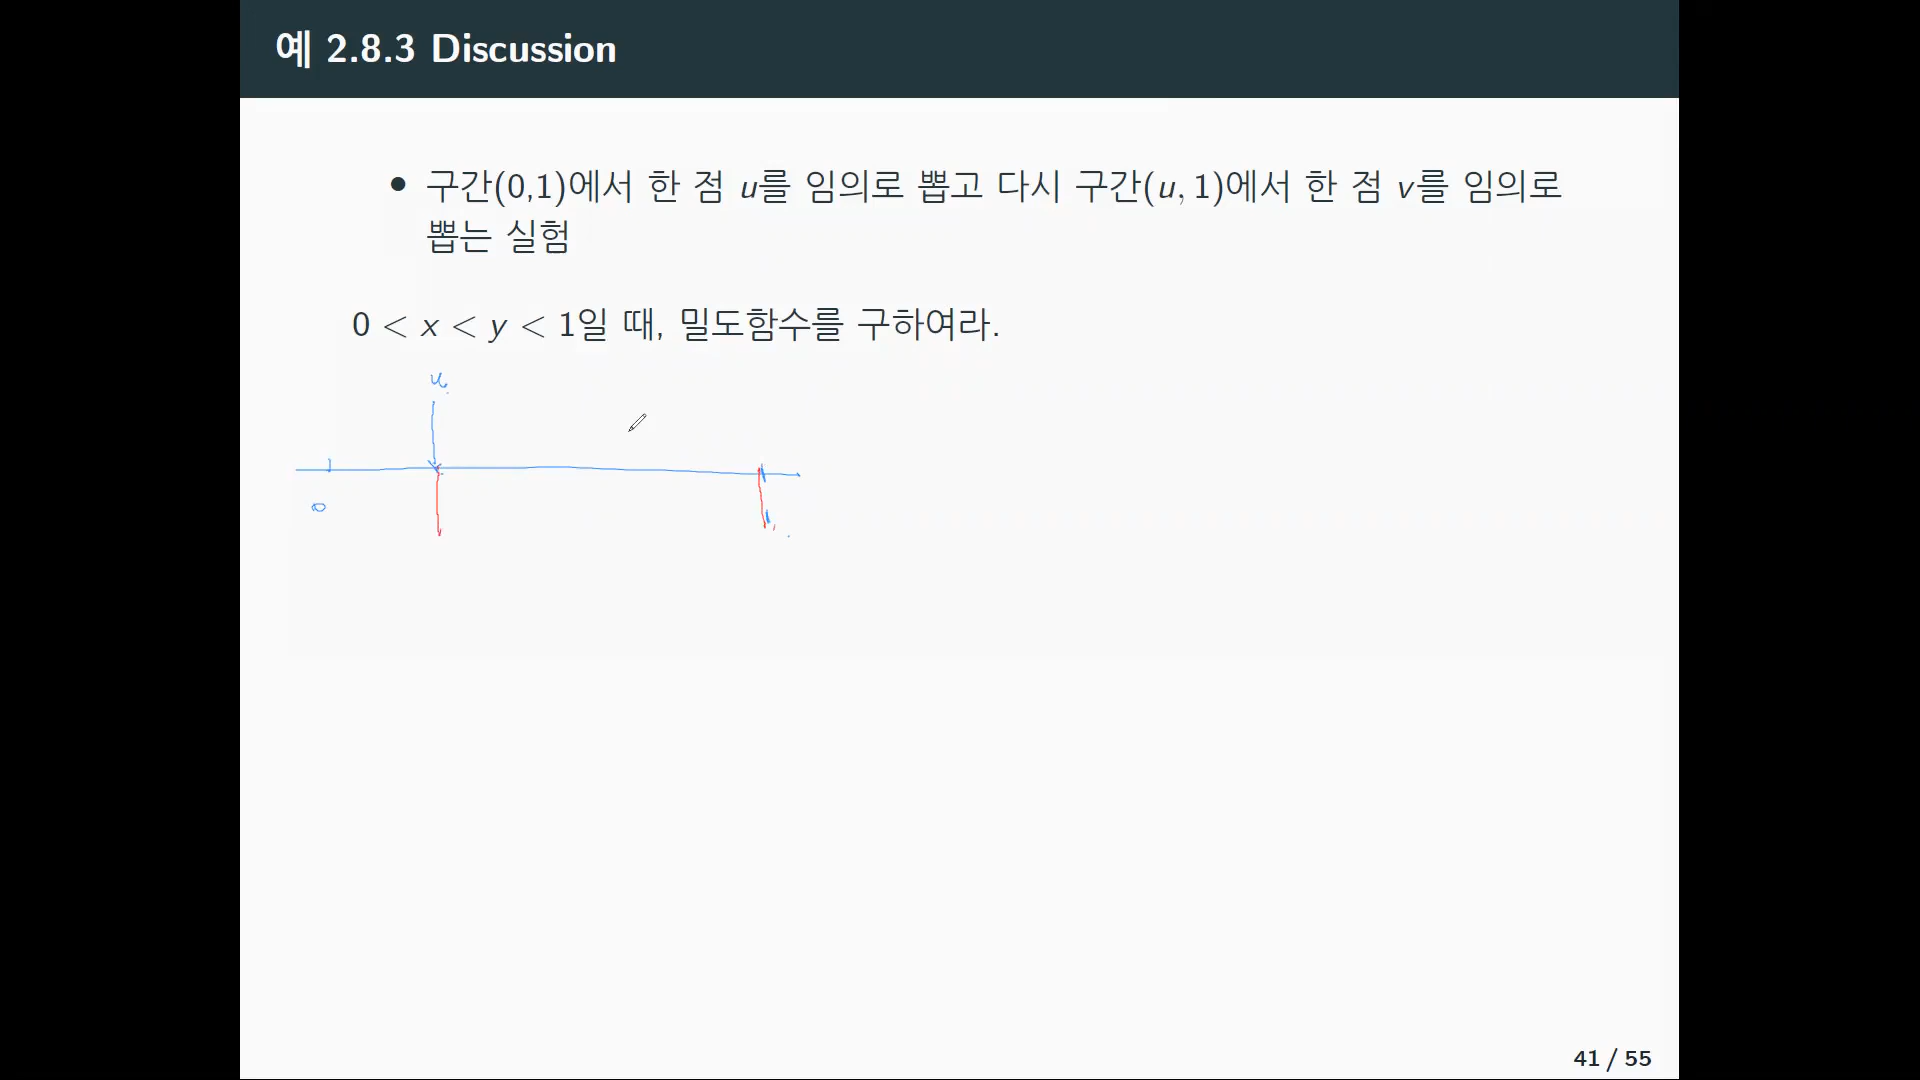 예 2.8.3 Discussion
• 구간(0,1)에서 한 점 u를 임의로 뽑고 다시 구간(u, 1)에서 한 점 v를 임의로
뽑는 실험
0 < x < y < 1일 때, 밀도함수를 구하여라.
u
0
1
41 / 55